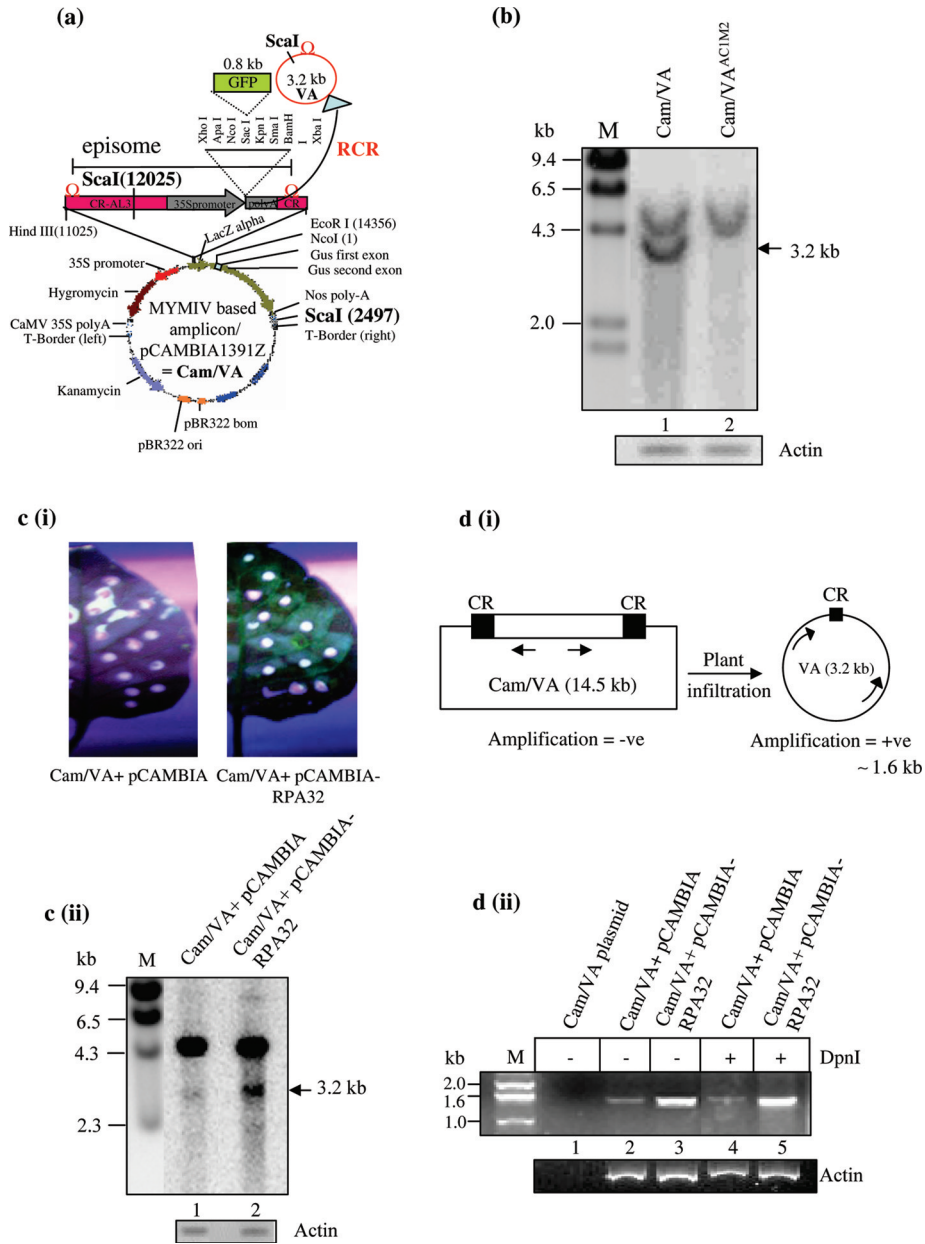 (a)
ScaI
Ω
0.8 kb
GFP
3.2 kb
VA
Xho I
Apa I
Nco I
Sac I
Kpn I
Sma I
BamH
I
Xba I
RCR
episome
ScaI(12025)
Ω
Ω
CR-AL3
35Spromoter
polyA
CR
Hind III(11025)
LacZ alpha
EcoR I (14356)
NcoI (1)
Gus first exon
Gus second exon
35S promoter
Hygromycin
CaMV 35S polyA
T-Border (left)
Kanamycin
pBR322 ori
pBR322 bom
Nos poly-A
ScaI (2497)
T-Border (right)
MYMIV based
amplicon/
pCAMBIA1391Z
= Cam/VA
(b)
kb
M
Cam/VA
Cam/VA^AC1M2
9.4
6.5
4.3
2.0
3.2 kb
1
2
Actin
c (i)
Cam/VA+ pCAMBIA
Cam/VA+ pCAMBIA-
RPA32
d (i)
CR
CR
Cam/VA (14.5 kb)
Amplification = -ve
Plant
infiltration
CR
VA (3.2 kb)
Amplification = +ve
~ 1.6 kb
c (ii)
kb
M
Cam/VA+ pCAMBIA
Cam/VA+ pCAMBIA-
RPA32
9.4
6.5
4.3
2.3
3.2 kb
1
2
Actin
d (ii)
Cam/VA plasmid
Cam/VA+ pCAMBIA
Cam/VA+ pCAMBIA-
RPA32
Cam/VA+ pCAMBIA
Cam/VA+ pCAMBIA-
RPA32
kb
M
-
-
-
+
+
DpnI
2.0
1.6
1.0
1
2
3
4
5
Actin